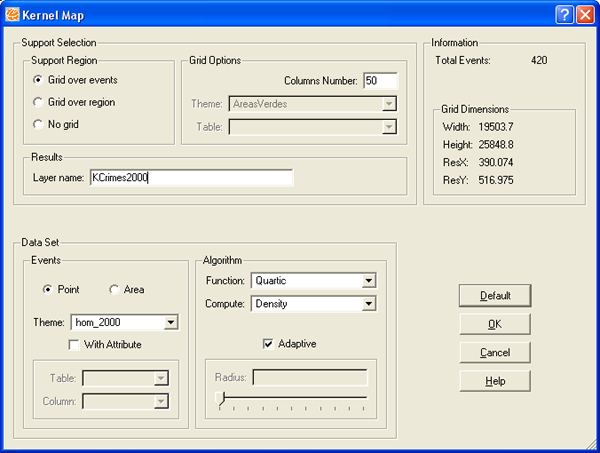 Kernel Map
Support Selection
Support Region
Grid over events
Grid over region
No grid
Grid Options
Columns Number: 50
Theme: AreasVerdes
Table:
Results
Layer name: KCrimes2000
Information
Total Events: 420
Grid Dimensions
Width: 19503.7
Height: 25848.8
ResX: 390.074
ResY: 516.975
Data Set
Events
Point Area
Theme: hom_2000
With Attribute
Table:
Column:
Algorithm
Function: Quartic
Compute: Density
Adaptive
Radius:
Default
OK
Cancel
Help